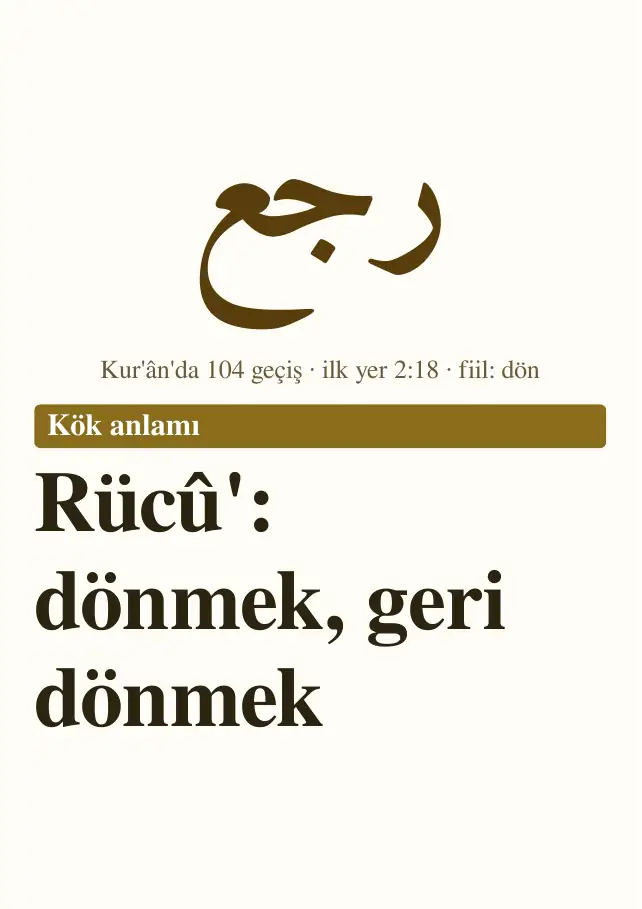 رجع
Kur'ân'da 104 geçiş · ilk yer 2:18 · fiil: dön
Kök anlamı
Rücû':
dönmek, geri
dönmek